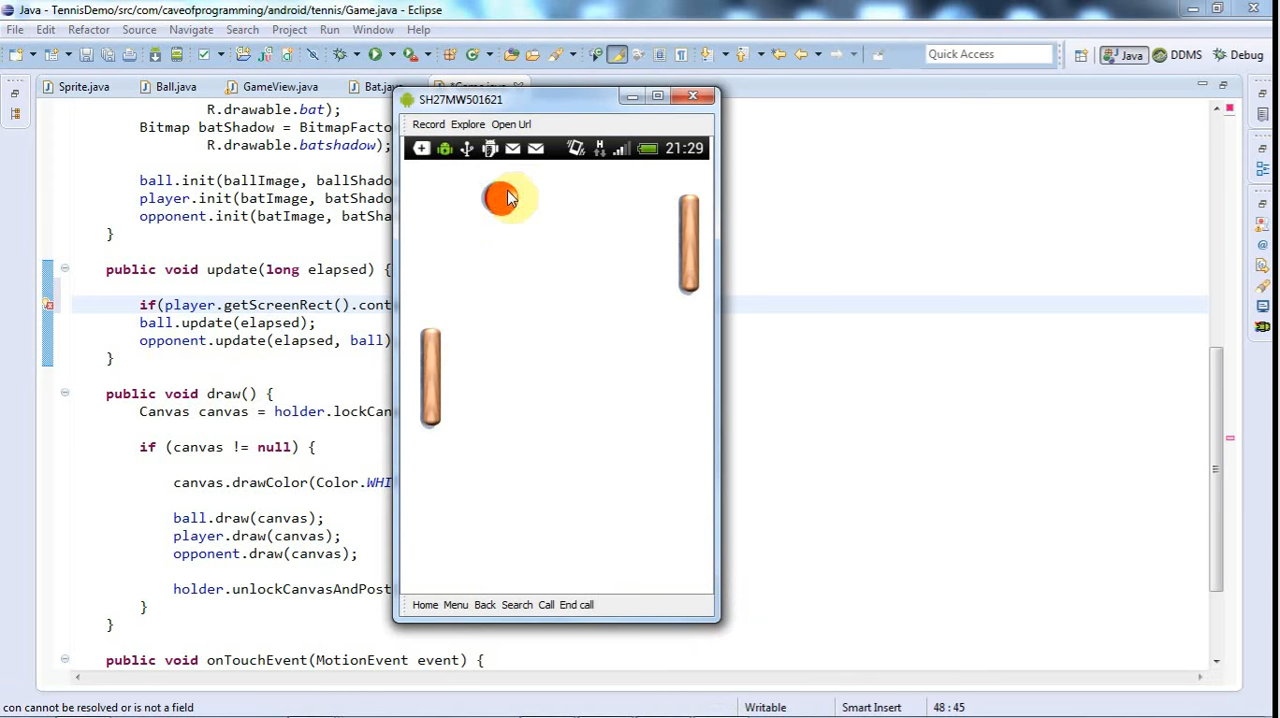 Java - TennisDemo/src/com/caveofprogramming/android/tennis/Game.java - Eclipse
File Edit Refactor Source Navigate Search Project Run Window Help
Quick Access Java DDMS Debug
Sprite.java Ball.java GameView.java Bat.java
R.drawable.bat);
Bitmap batShadow = BitmapFacto
R.drawable.batshadow);
ball.init(ballImage, ballShado
player.init(batImage, batShado
opponent.init(batImage, batSha
}
public void update(long elapsed) {
if(player.getScreenRect().cont
ball.update(elapsed);
opponent.update(elapsed, ball)
}
public void draw() {
Canvas canvas = holder.lockCan
if (canvas != null) {
canvas.drawColor(Color.WHI
ball.draw(canvas);
player.draw(canvas);
opponent.draw(canvas);
holder.unlockCanvasAndPost
}
}
public void onTouchEvent(MotionEvent event) {
SH27MW501621
Record Explore Open Url
H 21:29
Home Menu Back Search Call End call
con cannot be resolved or is not a field Writable Smart Insert 48 : 45